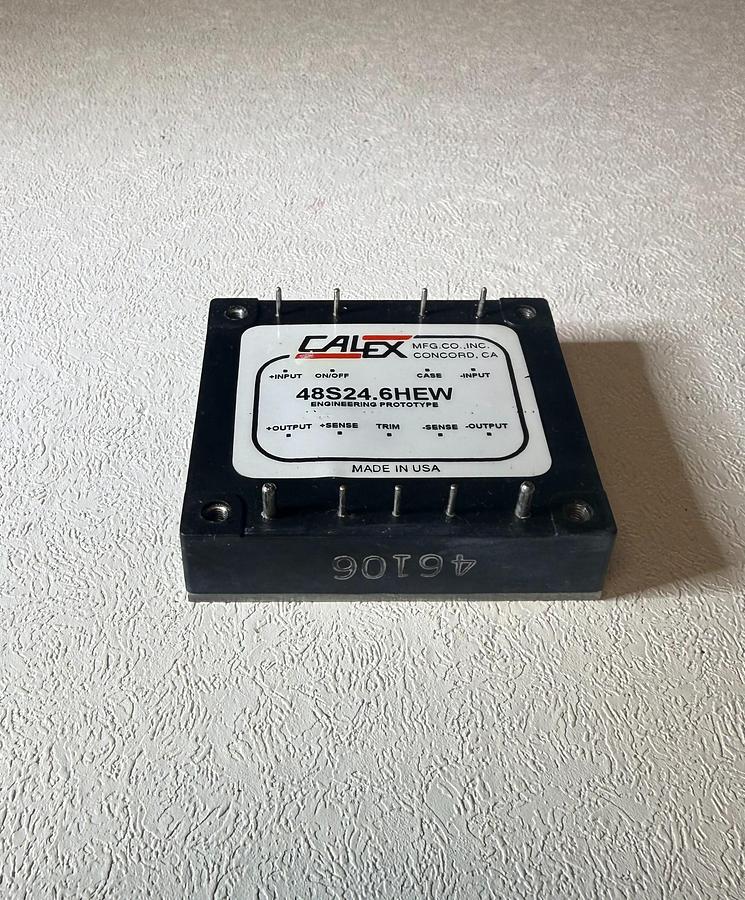 CALEX MFG.CO.,INC.
CONCORD, CA
+INPUT ON/OFF CASE -INPUT
48S24.6HEW
ENGINEERING PROTOTYPE
+OUTPUT +SENSE TRIM -SENSE -OUTPUT
MADE IN USA
46106